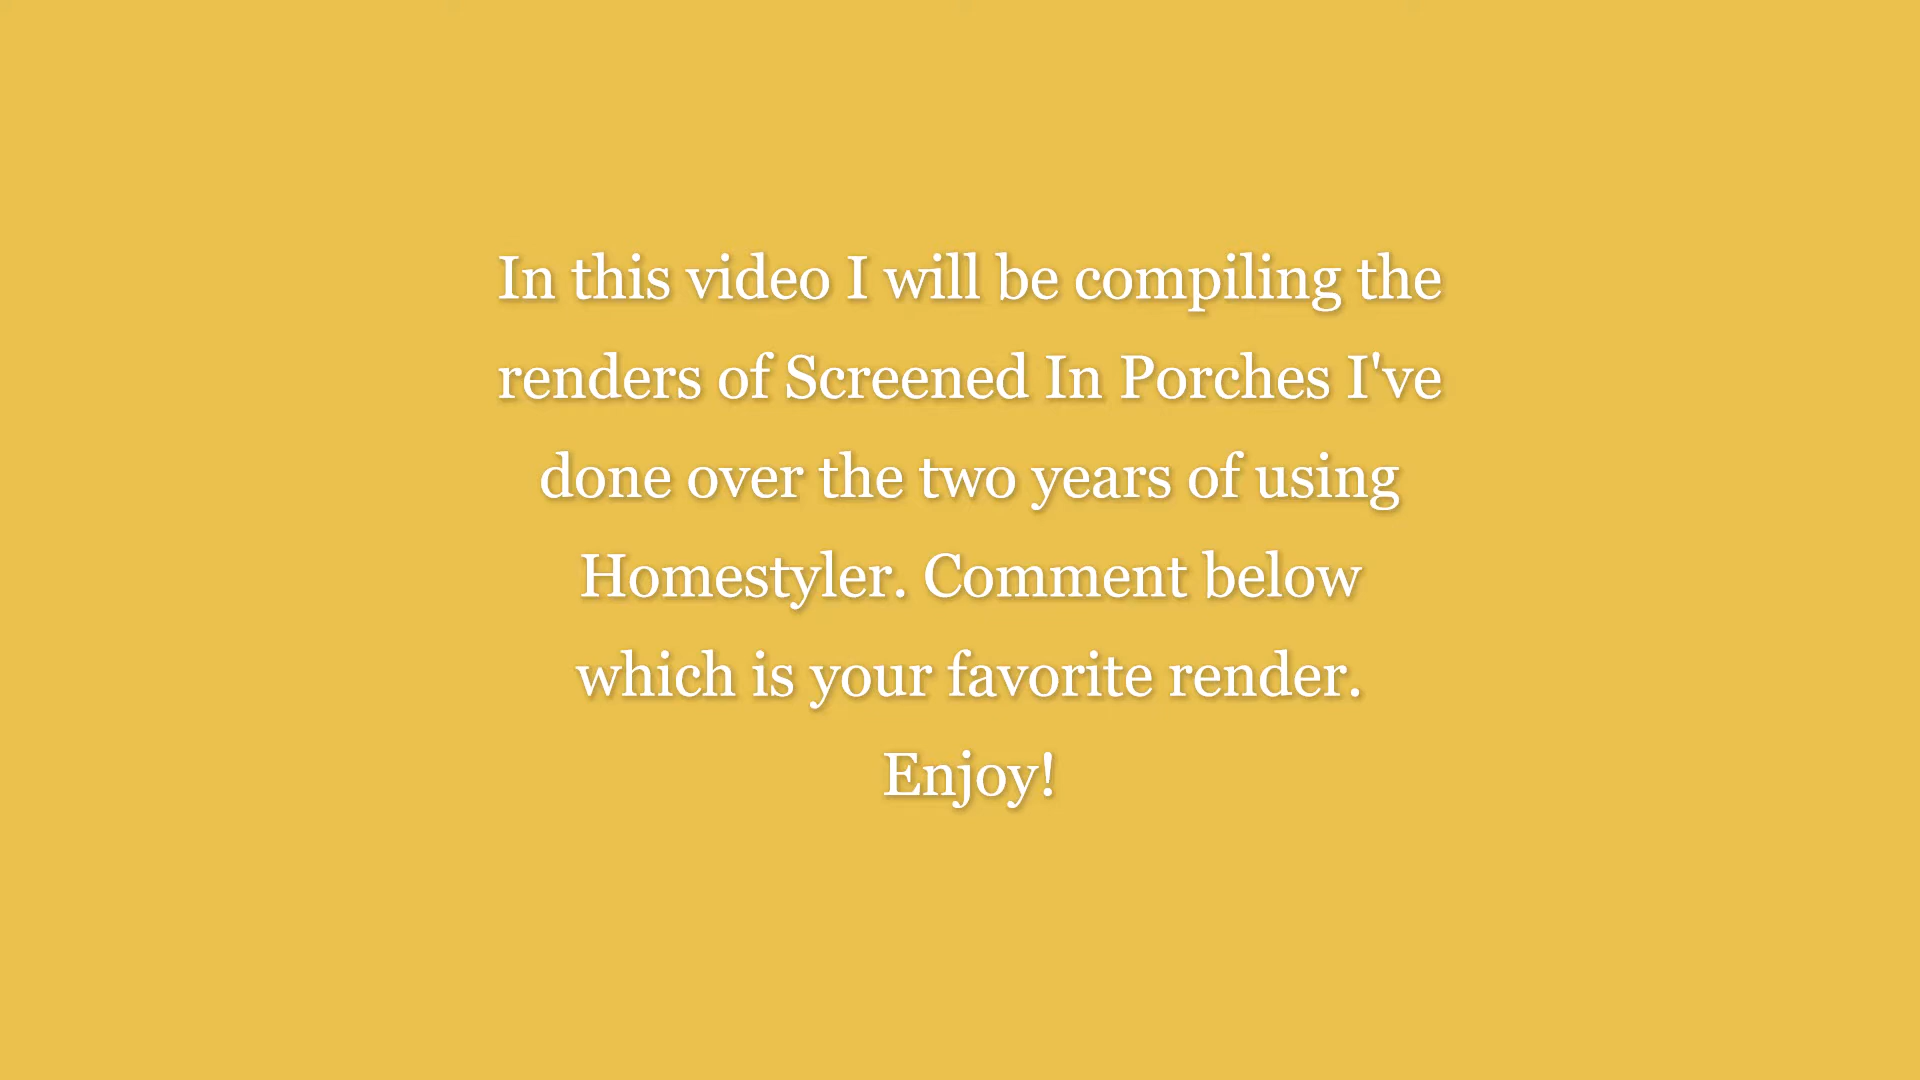 In this video I will be compiling the
renders of Screened In Porches I've
done over the two years of using
Homestyler. Comment below
which is your favorite render.
Enjoy!